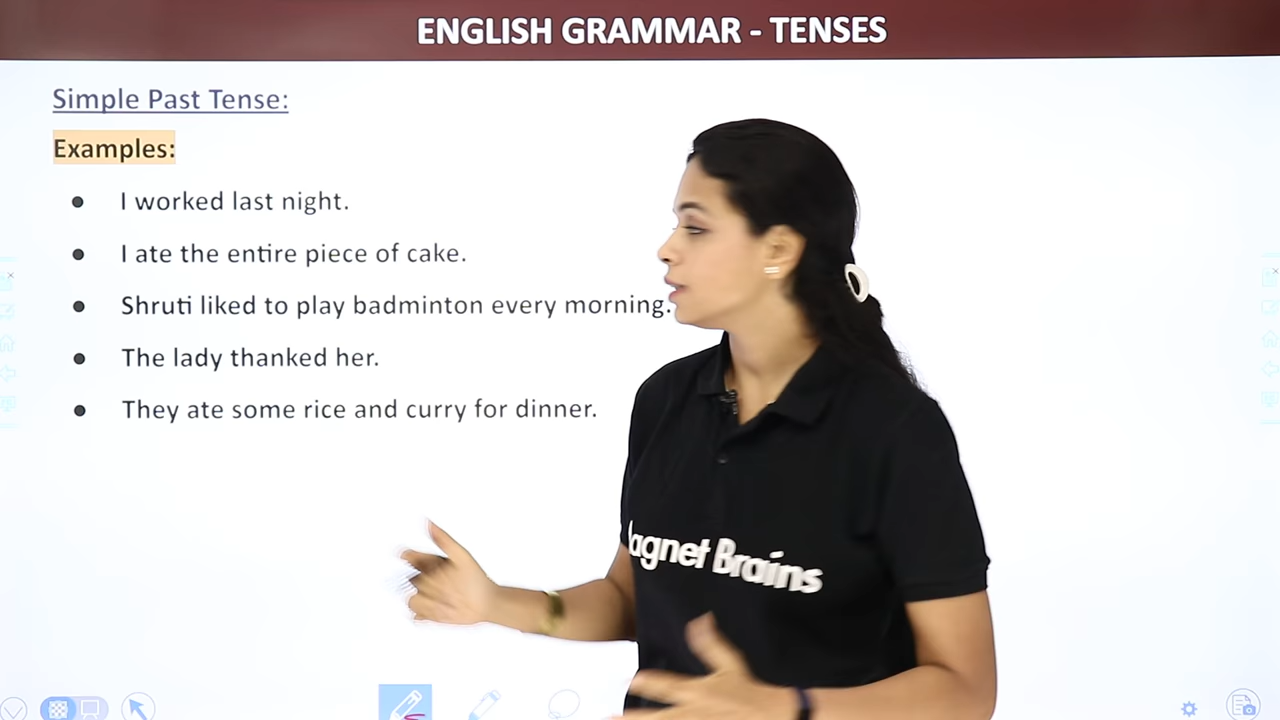 ENGLISH GRAMMAR - TENSES
Simple Past Tense:
Examples:
● I worked last night.
● I ate the entire piece of cake.
● Shruti liked to play badminton every morning.
● The lady thanked her.
● They ate some rice and curry for dinner.
agnet Brains